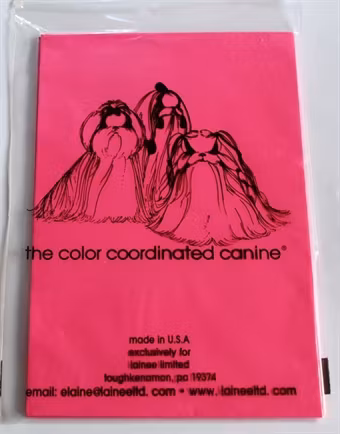 the color coordinated canine®
made in U.S.A
exclusively for
lainee limited
toughkenamon, pa 19374
email: elaine@laineeltd. com • www. laineeltd. com